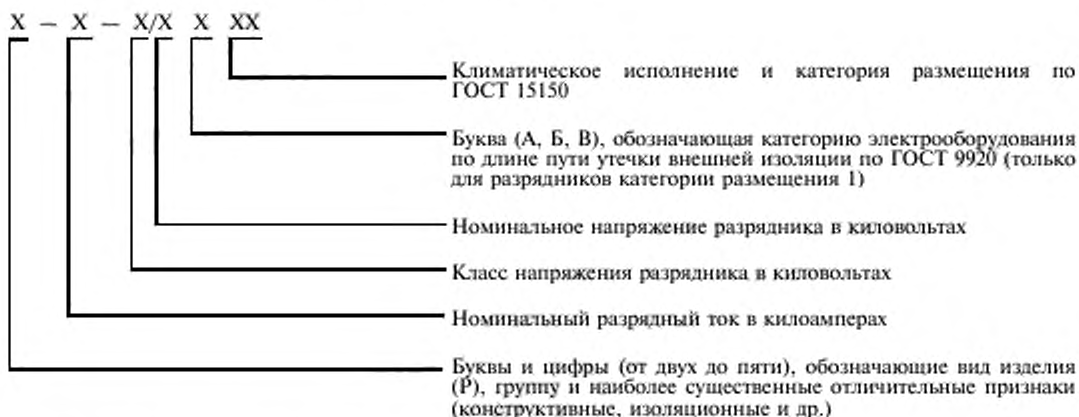 X – X – X/X X XX
Климатическое исполнение и категория размещения по
ГОСТ 15150
Буква (А, Б, В), обозначающая категорию электрооборудования
по длине пути утечки внешней изоляции по ГОСТ 9920 (только
для разрядников категории размещения 1)
Номинальное напряжение разрядника в киловольтах
Класс напряжения разрядника в киловольтах
Номинальный разрядный ток в килоамперах
Буквы и цифры (от двух до пяти), обозначающие вид изделия
(Р), группу и наиболее существенные отличительные признаки
(конструктивные, изоляционные и др.)